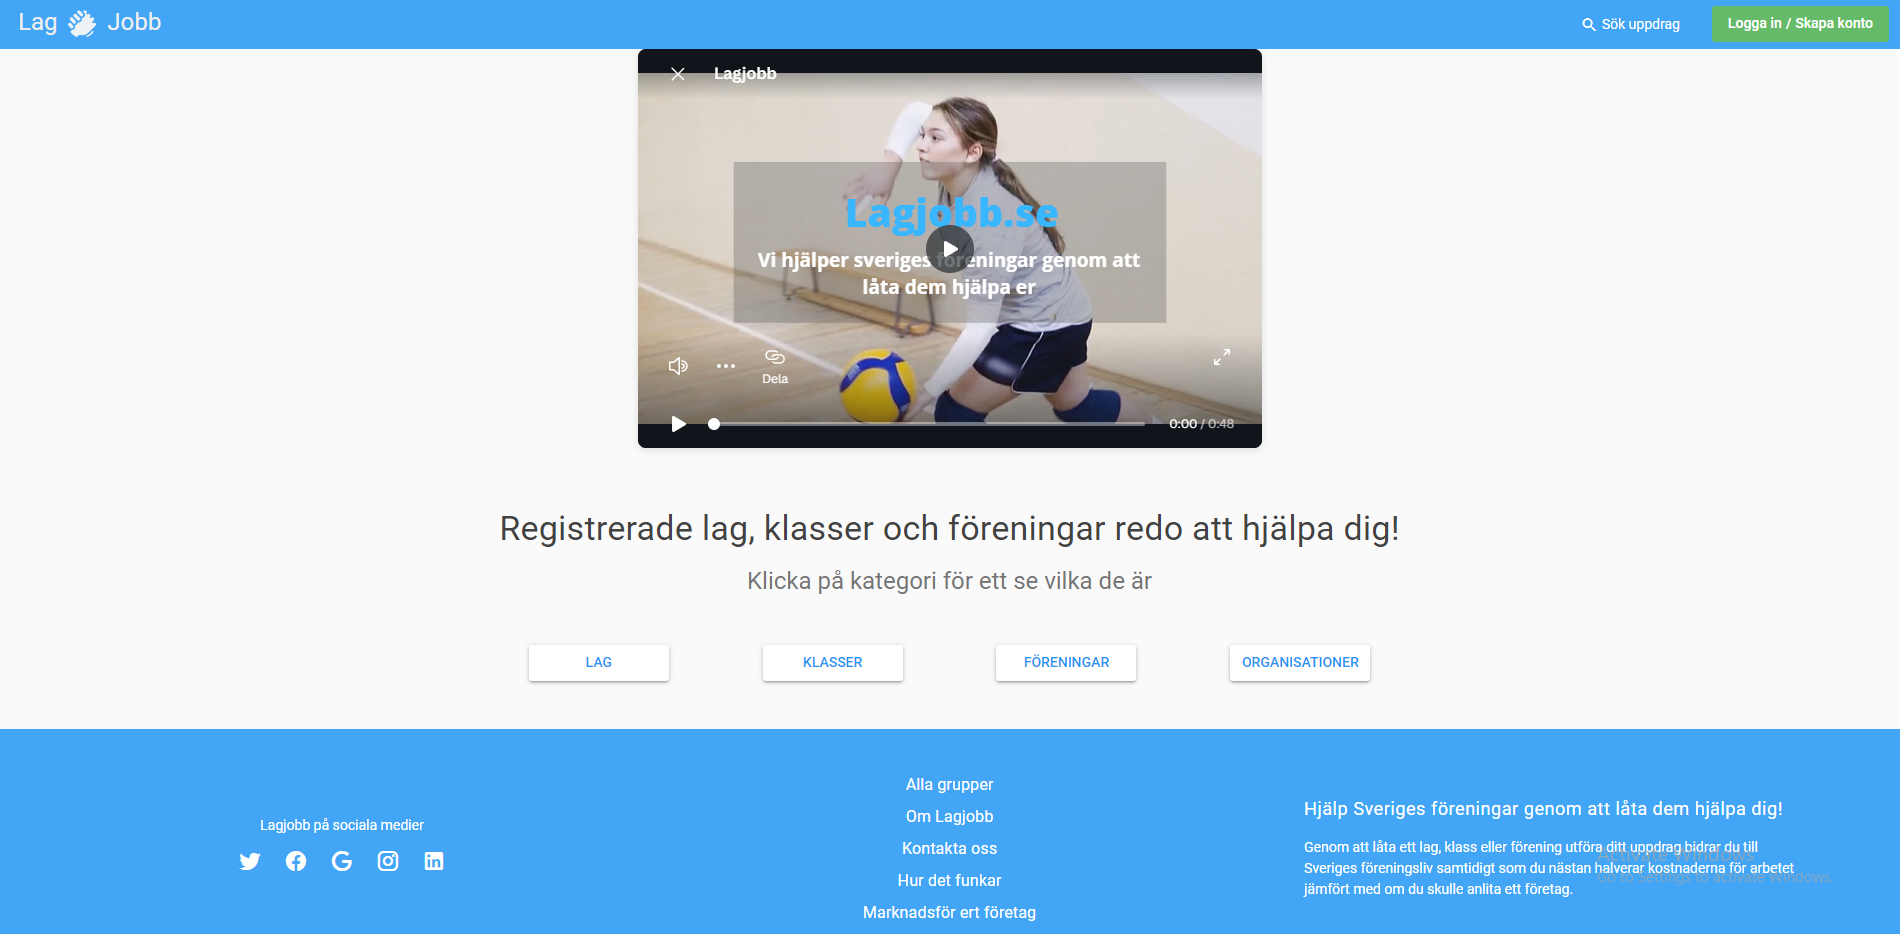 Lag Jobb
Sök uppdrag
Logga in / Skapa konto
Lagjobb
Lagjobb.se
Vi hjälper sveriges föreningar genom att
låta dem hjälpa er
Dela
0:00 / 0:48
Registrerade lag, klasser och föreningar redo att hjälpa dig!
Klicka på kategori för ett se vilka de är
LAG
KLASSER
FÖRENINGAR
ORGANISATIONER
Lagjobb på sociala medier
Alla grupper
Om Lagjobb
Kontakta oss
Hur det funkar
Marknadsför ert företag
Hjälp Sveriges föreningar genom att låta dem hjälpa dig!
Genom att låta ett lag, klass eller förening utföra ditt uppdrag bidrar du till
Sveriges föreningsliv samtidigt som du nästan halverar kostnaderna för arbetet
jämfört med om du skulle anlita ett företag.
Activate Windows
Go to Settings to activate Windows.